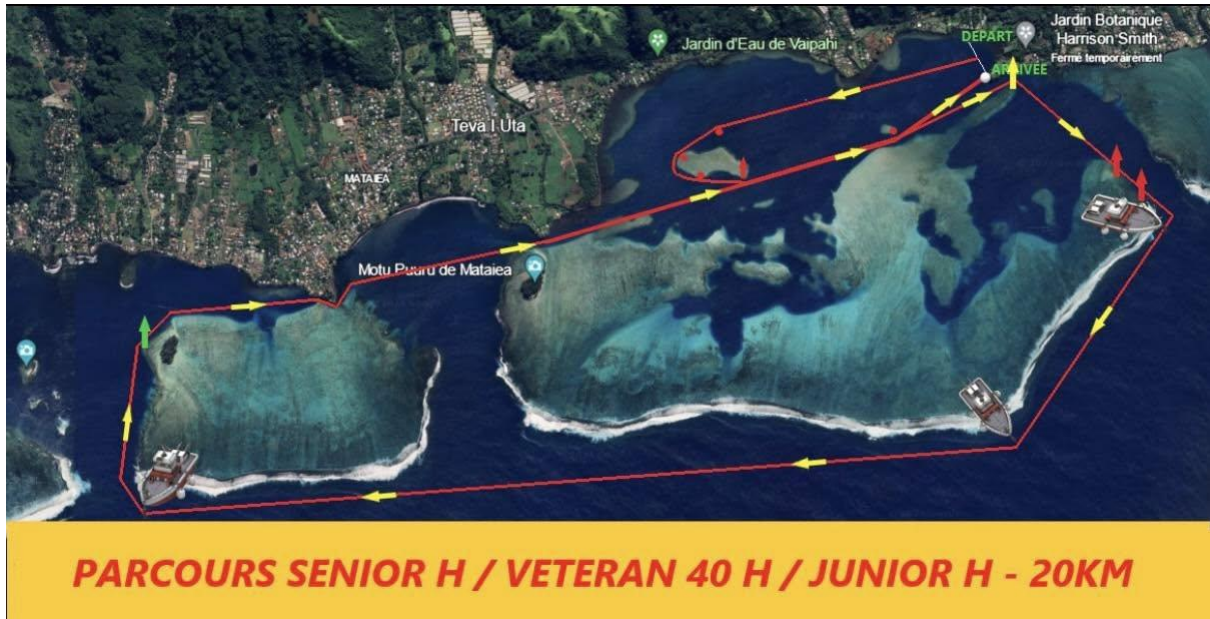 Jardin Botanique
Harrison Smith
Fermé temporairement
DEPART
Jardin d'Eau de Vaipahi
ARRIVÉE
Teva I Uta
MATAIEA
Motu Puuru de Mataiea
PARCOURS SENIOR H / VETERAN 40 H / JUNIOR H - 20KM